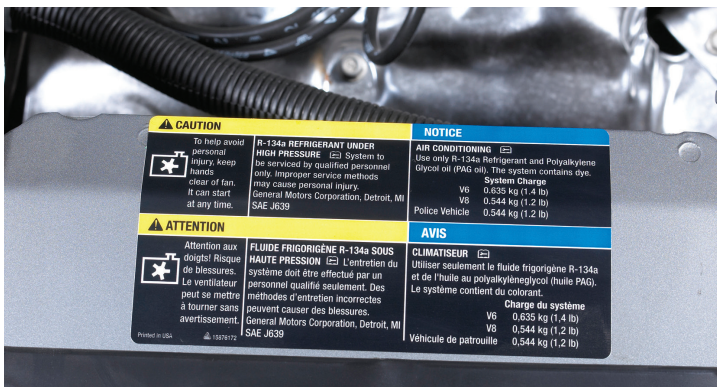 CAUTION
To help avoid
personal
injury, keep
hands
clear of fan.
It can start
at any time.
R-134a REFRIGERANT UNDER
HIGH PRESSURE System to
be serviced by qualified personnel
only. Improper service methods
may cause personal injury.
General Motors Corporation, Detroit, MI
SAE J639
NOTICE
AIR CONDITIONING
Use only R-134a Refrigerant and Polyalkylene
Glycol oil (PAG oil). The system contains dye.
System Charge
V6 0.635 kg (1.4 lb)
V8 0.544 kg (1.2 lb)
Police Vehicle 0.544 kg (1.2 lb)
ATTENTION
Attention aux
doigts! Risque
de blessures.
Le ventilateur
peut se mettre
à tourner sans
avertissement.
FLUIDE FRIGORIGÈNE R-134a SOUS
HAUTE PRESSION L'entretien du
système doit être effectué par un
personnel qualifié seulement. Des
méthodes d'entretien incorrectes
peuvent causer des blessures.
General Motors Corporation, Detroit, MI
SAE J639
AVIS
CLIMATISEUR
Utiliser seulement le fluide frigorigène R-134a
et de l'huile au polyalkylèneglycol (huile PAG).
Le système contient du colorant.
Charge du système
V6 0,635 kg (1,4 lb)
V8 0,544 kg (1,2 lb)
Véhicule de patrouille 0,544 kg (1,2 lb)
Printed in USA 15876172